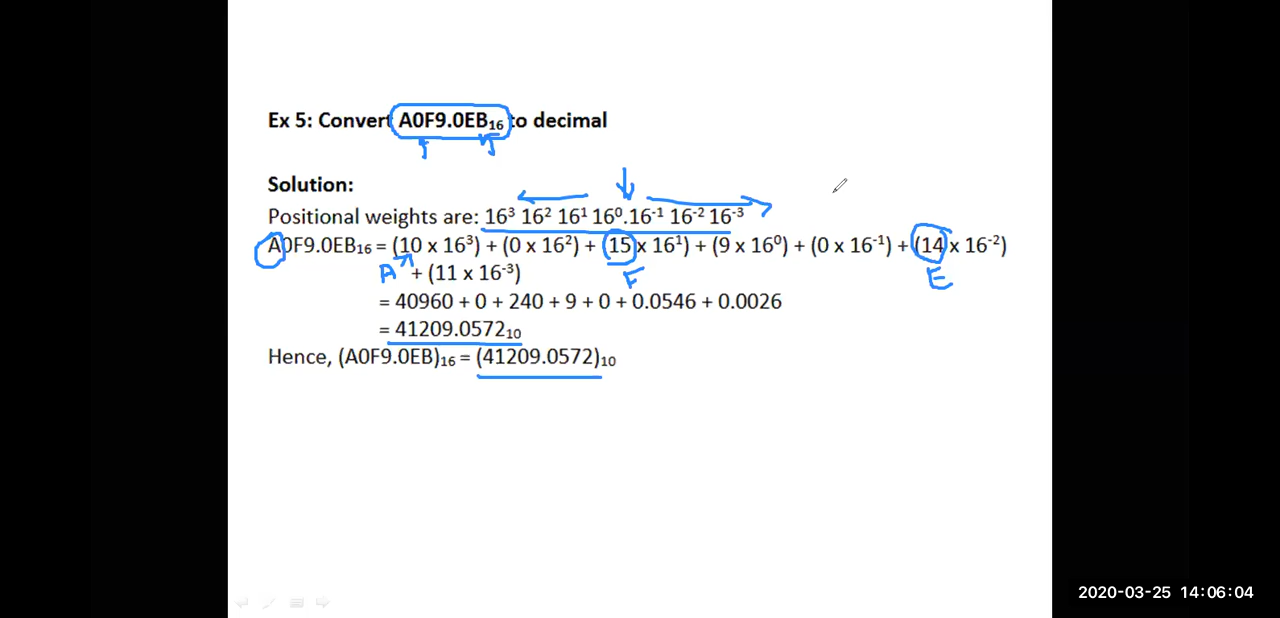 Ex 5: Convert A0F9.0EB₁₆ to decimal
Solution:
Positional weights are: 16³ 16² 16¹ 16⁰.16⁻¹ 16⁻² 16⁻³
A0F9.0EB₁₆ = (10 x 16³) + (0 x 16²) + (15 x 16¹) + (9 x 16⁰) + (0 x 16⁻¹) + (14 x 16⁻²)
A + (11 x 16⁻³) F E
= 40960 + 0 + 240 + 9 + 0 + 0.0546 + 0.0026
= 41209.0572₁₀
Hence, (A0F9.0EB)₁₆ = (41209.0572)₁₀
2020-03-25 14:06:04